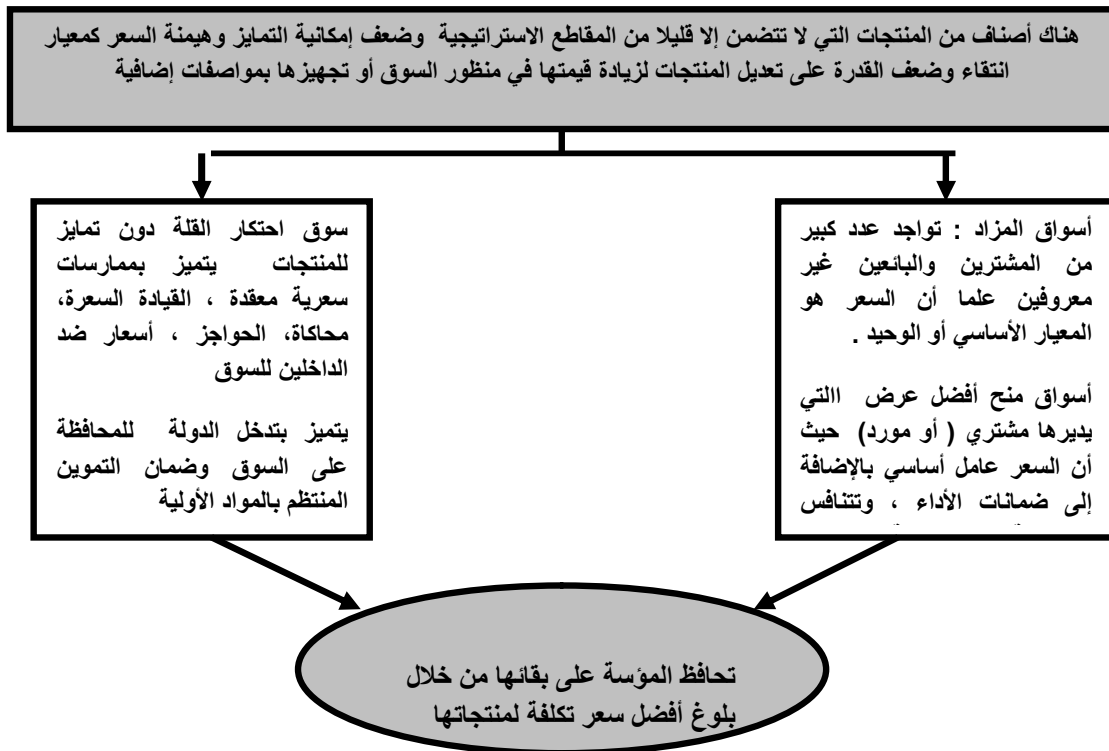 هناك أصناف من المنتجات التي لا تتضمن إلا قليلا من المقاطع الاستراتيجية وضعف إمكانية التمايز وهيمنة السعر كمعيار
انتقاء وضعف القدرة على تعديل المنتجات لزيادة قيمتها في منظور السوق أو تجهيزها بمواصفات إضافية
أسواق المزاد : تواجد عدد كبير
من المشترين والبائعين غير
معروفين علما أن السعر هو
المعيار الأساسي أو الوحيد .
أسواق منح أفضل عرض االتي
يديرها مشتري ( أو مورد) حيث
أن السعر عامل أساسي بالإضافة
إلى ضمانات الأداء ، وتتنافس
سوق احتكار القلة دون تمايز
للمنتجات يتميز بممارسات
سعرية معقدة ، القيادة السعرة،
محاكاة، الحواجز ، أسعار ضد
الداخلين للسوق
يتميز بتدخل الدولة للمحافظة
على السوق وضمان التموين
المنتظم بالمواد الأولية
تحافظ المؤسة على بقائها من خلال
بلوغ أفضل سعر تكلفة لمنتجاتها